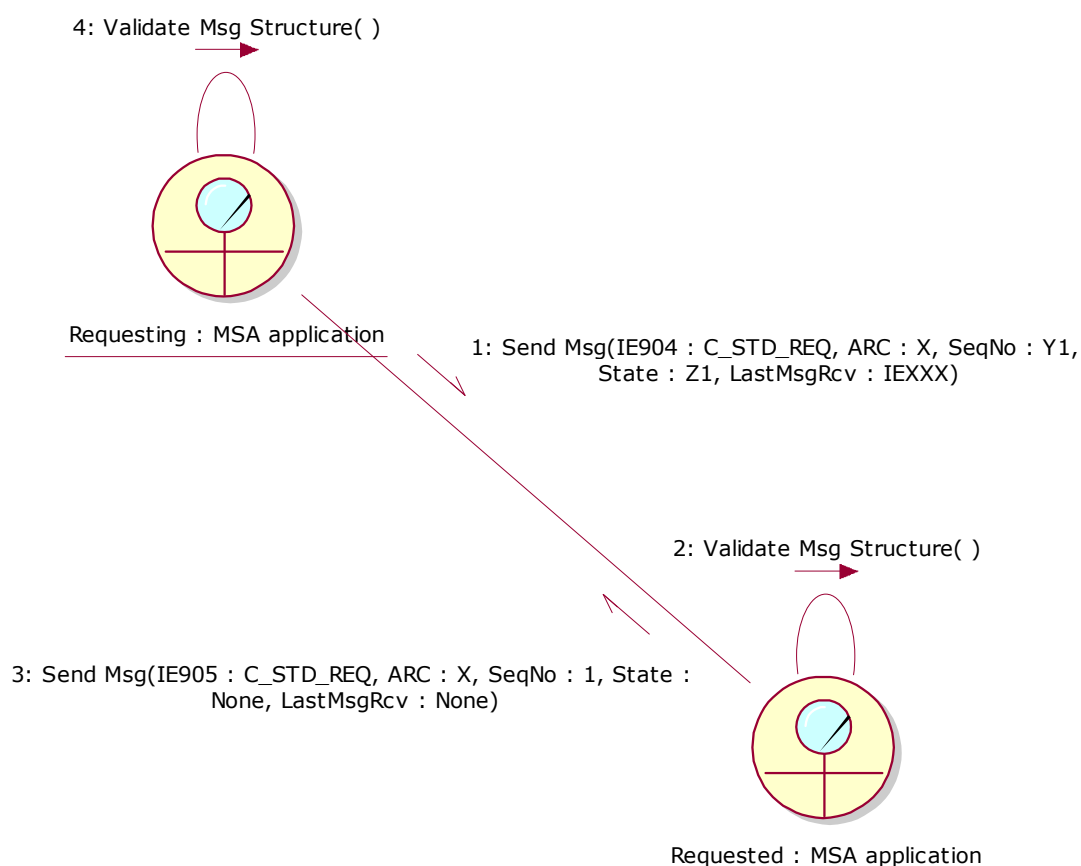 4: Validate Msg Structure( )
Requesting : MSA application
1: Send Msg(IE904 : C_STD_REQ, ARC : X, SeqNo : Y1,
State : Z1, LastMsgRcv : IEXXX)
2: Validate Msg Structure( )
3: Send Msg(IE905 : C_STD_REQ, ARC : X, SeqNo : 1, State :
None, LastMsgRcv : None)
Requested : MSA application